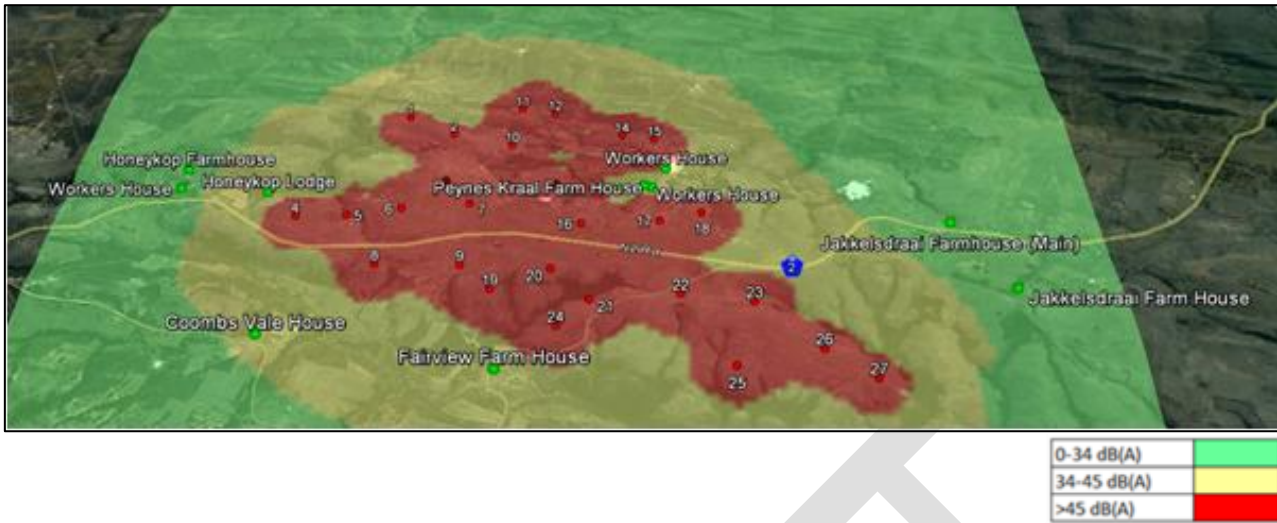 11
12
1
2
14
15
10
Workers House
Honeykop Farmhouse
Workers House
Honeykop Lodge
Peynes Kraal Farm House
Workers House
4
5
6
7
16
17
18
Jakkelsdraai Farmhouse (Main)
8
9
20
2
19
22
23
Jakkelsdraai Farm House
21
24
Coombs Vale House
Fairview Farm House
26
25
27
0-34 dB(A)
34-45 dB(A)
>45 dB(A)